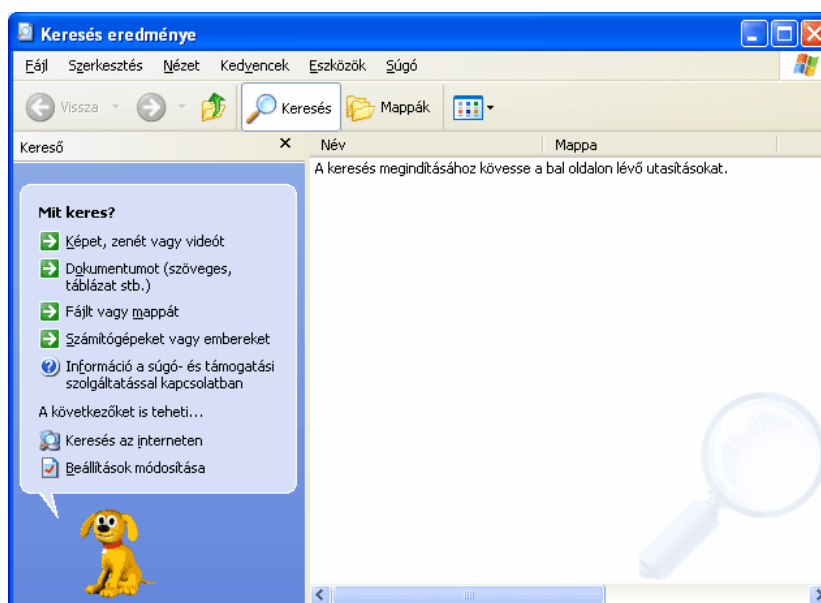 Keresés eredménye
Fájl Szerkesztés Nézet Kedvencek Eszközök Súgó
Vissza Keresés Mappák
Kereső
Név Mappa
A keresés megindításához kövesse a bal oldalon lévő utasításokat.
Mit keres?
Képet, zenét vagy videót
Dokumentumot (szöveges,
táblázat stb.)
Fájlt vagy mappát
Számítógépeket vagy embereket
Információ a súgó- és támogatási
szolgáltatással kapcsolatban
A következőket is teheti...
Keresés az interneten
Beállítások módosítása